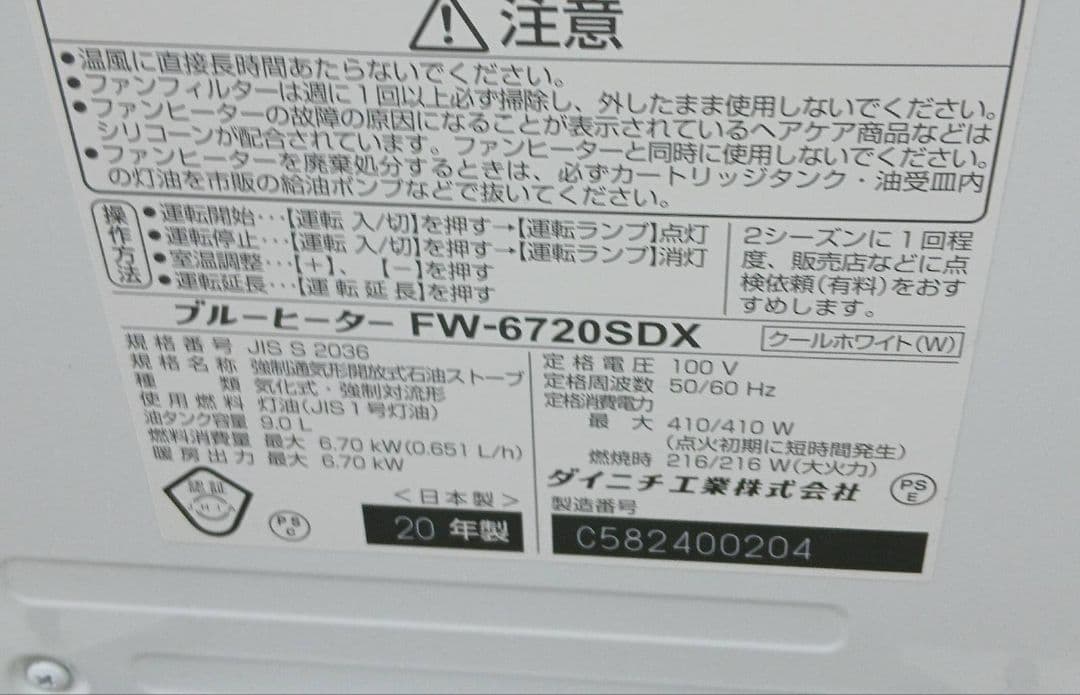 注意
●温風に直接長時間あたらないでください。
●ファンフィルターは週に1回以上必ず掃除し、外したまま使用しないでください。
●ファンヒーターの故障の原因になることが表示されているヘアケア商品などは
シリコーンが配合されています。ファンヒーターと同時に使用しないでください。
●ファンヒーターを廃棄処分するときは、必ずカートリッジタンク・油受皿内
の灯油を市販の給油ポンプなどで抜いてください。
操作方法
●運転開始･･･【運転 入/切】を押す→【運転ランプ】点灯
●運転停止･･･【運転 入/切】を押す→【運転ランプ】消灯
●室温調整･･･【+】、【−】を押す
●運転延長･･･【運転延長】を押す
2シーズンに1回程
度、販売店などに点
検依頼(有料)をおす
すめします。
ブルーヒーター FW-6720SDX
クールホワイト(W)
規格番号 JIS S 2036
規格名称 強制通気形開放式石油ストーブ
種類 気化式・強制対流形
使用燃料 灯油(JIS1号灯油)
油タンク容量 9.0 L
燃料消費量 最大 6.70 kW(0.651 L/h)
暖房出力 最大 6.70 kW
定格電圧 100 V
定格周波数 50/60 Hz
定格消費電力
最大 410/410 W
(点火初期に短時間発生)
燃焼時 216/216 W(大火力)
ダイニチ工業株式会社
PS
E
認証
PS
C
<日本製>
20 年製
製造番号
C582400204